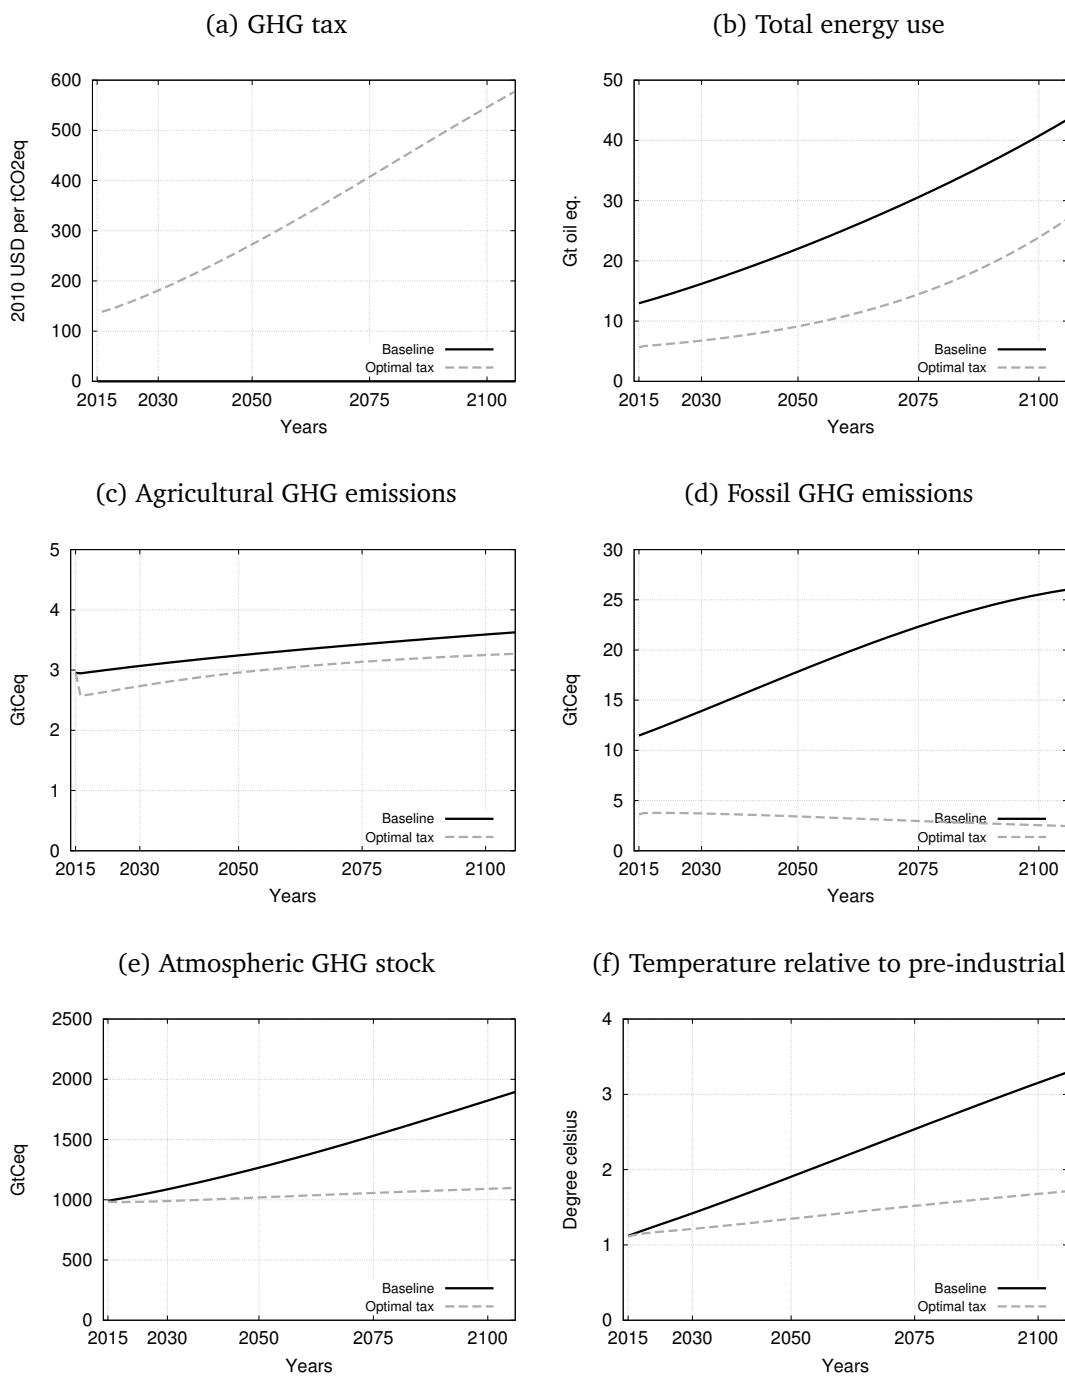 (a) GHG tax
600
500
400
300
200
100
0
2010 USD per tCO2eq
Baseline
Optimal tax
2015 2030 2050 2075 2100
Years
(b) Total energy use
50
40
30
20
10
0
Gt oil eq.
Baseline
Optimal tax
2015 2030 2050 2075 2100
Years
(c) Agricultural GHG emissions
5
4
3
2
1
0
GtCeq
Baseline
Optimal tax
2015 2030 2050 2075 2100
Years
(d) Fossil GHG emissions
30
25
20
15
10
5
0
GtCeq
Baseline
Optimal tax
2015 2030 2050 2075 2100
Years
(e) Atmospheric GHG stock
2500
2000
1500
1000
500
0
GtCeq
Baseline
Optimal tax
2015 2030 2050 2075 2100
Years
(f) Temperature relative to pre-industrial
4
3
2
1
0
Degree celsius
Baseline
Optimal tax
2015 2030 2050 2075 2100
Years